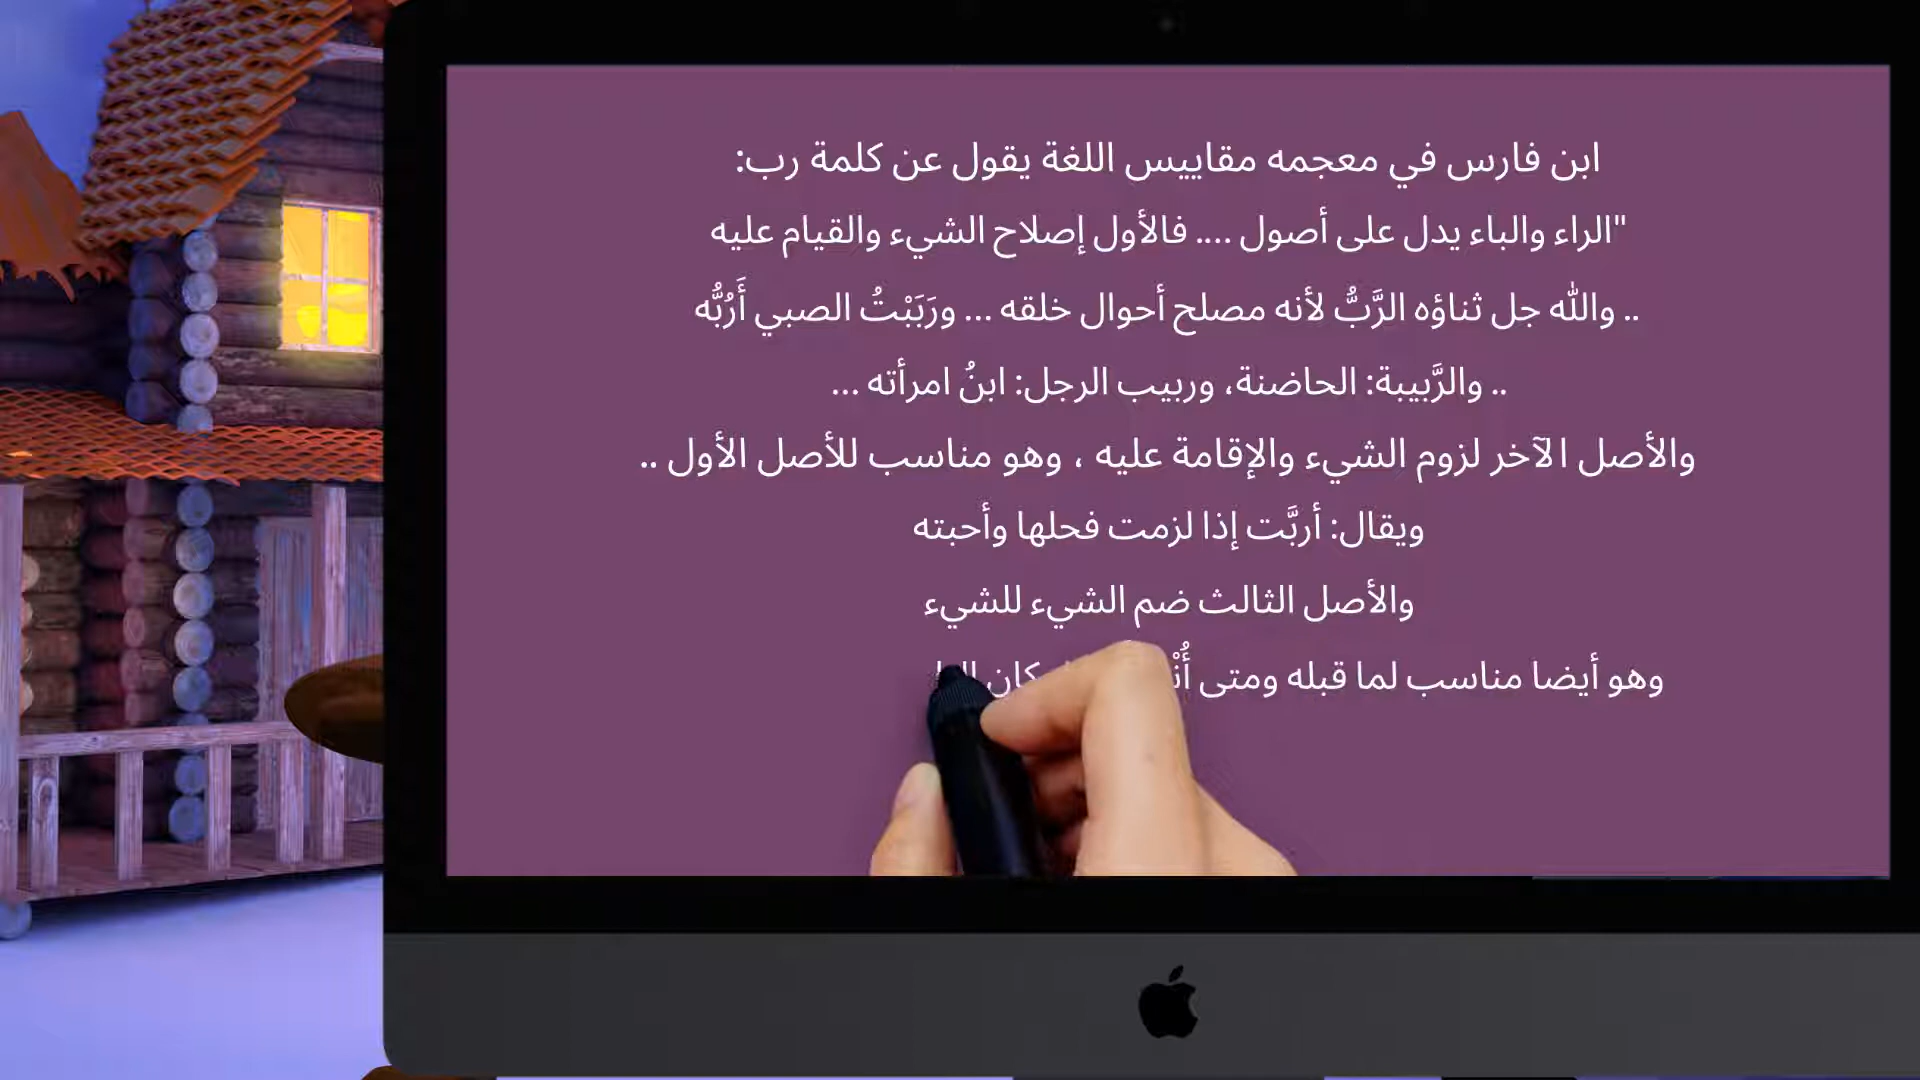 ابن فارس في معجمه مقاييس اللغة يقول عن كلمة رب:
"الراء والباء يدل على أصول .... فالأول إصلاح الشيء والقيام عليه
.. والله جل ثناؤه الرَّبُّ لأنه مصلح أحوال خلقه ... ورَبَبْتُ الصبي أَرُبُّه
.. والرَّبيبة: الحاضنة، وربيب الرجل: ابنُ امرأته ...
والأصل الآخر لزوم الشيء والإقامة عليه ، وهو مناسب للأصل الأول ..
ويقال: أربَّت إذا لزمت فحلها وأحبته
والأصل الثالث ضم الشيء للشيء
وهو أيضا مناسب لما قبله ومتى كان